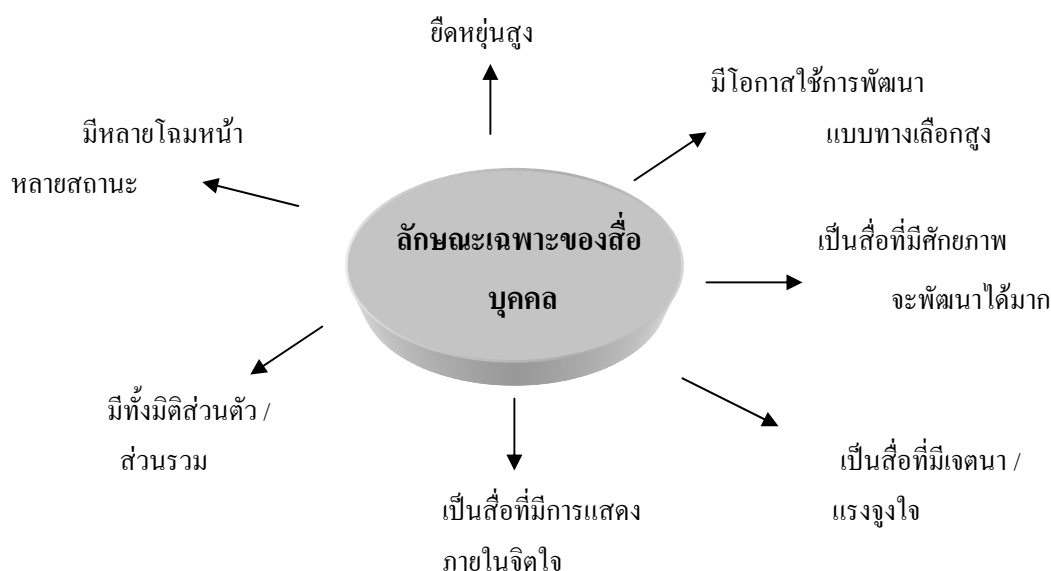 ยืดหยุ่นสูง
มีโอกาสใช้การพัฒนา
แบบทางเลือกสูง
มีหลายโฉมหน้า
หลายสถานะ
ลักษณะเฉพาะของสื่อ
บุคคล
เป็นสื่อที่มีศักยภาพ
จะพัฒนาได้มาก
มีทั้งมิติส่วนตัว /
ส่วนรวม
เป็นสื่อที่มีเจตนา /
แรงจูงใจ
เป็นสื่อที่มีการแสดง
ภายในจิตใจ